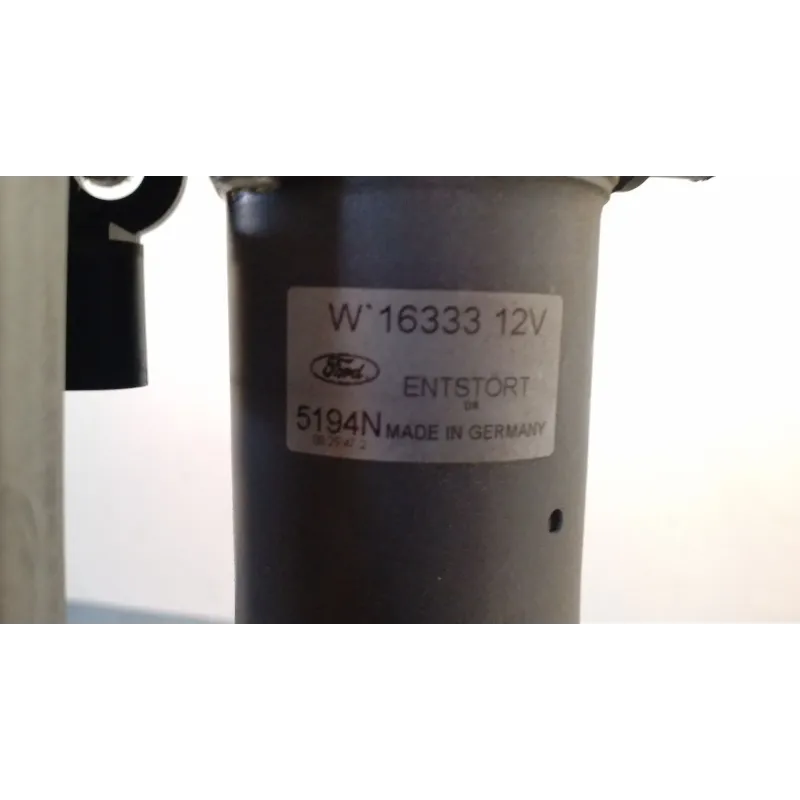 W 16333 12V
Ford
ENTSTÖRT
5194N
MADE IN GERMANY